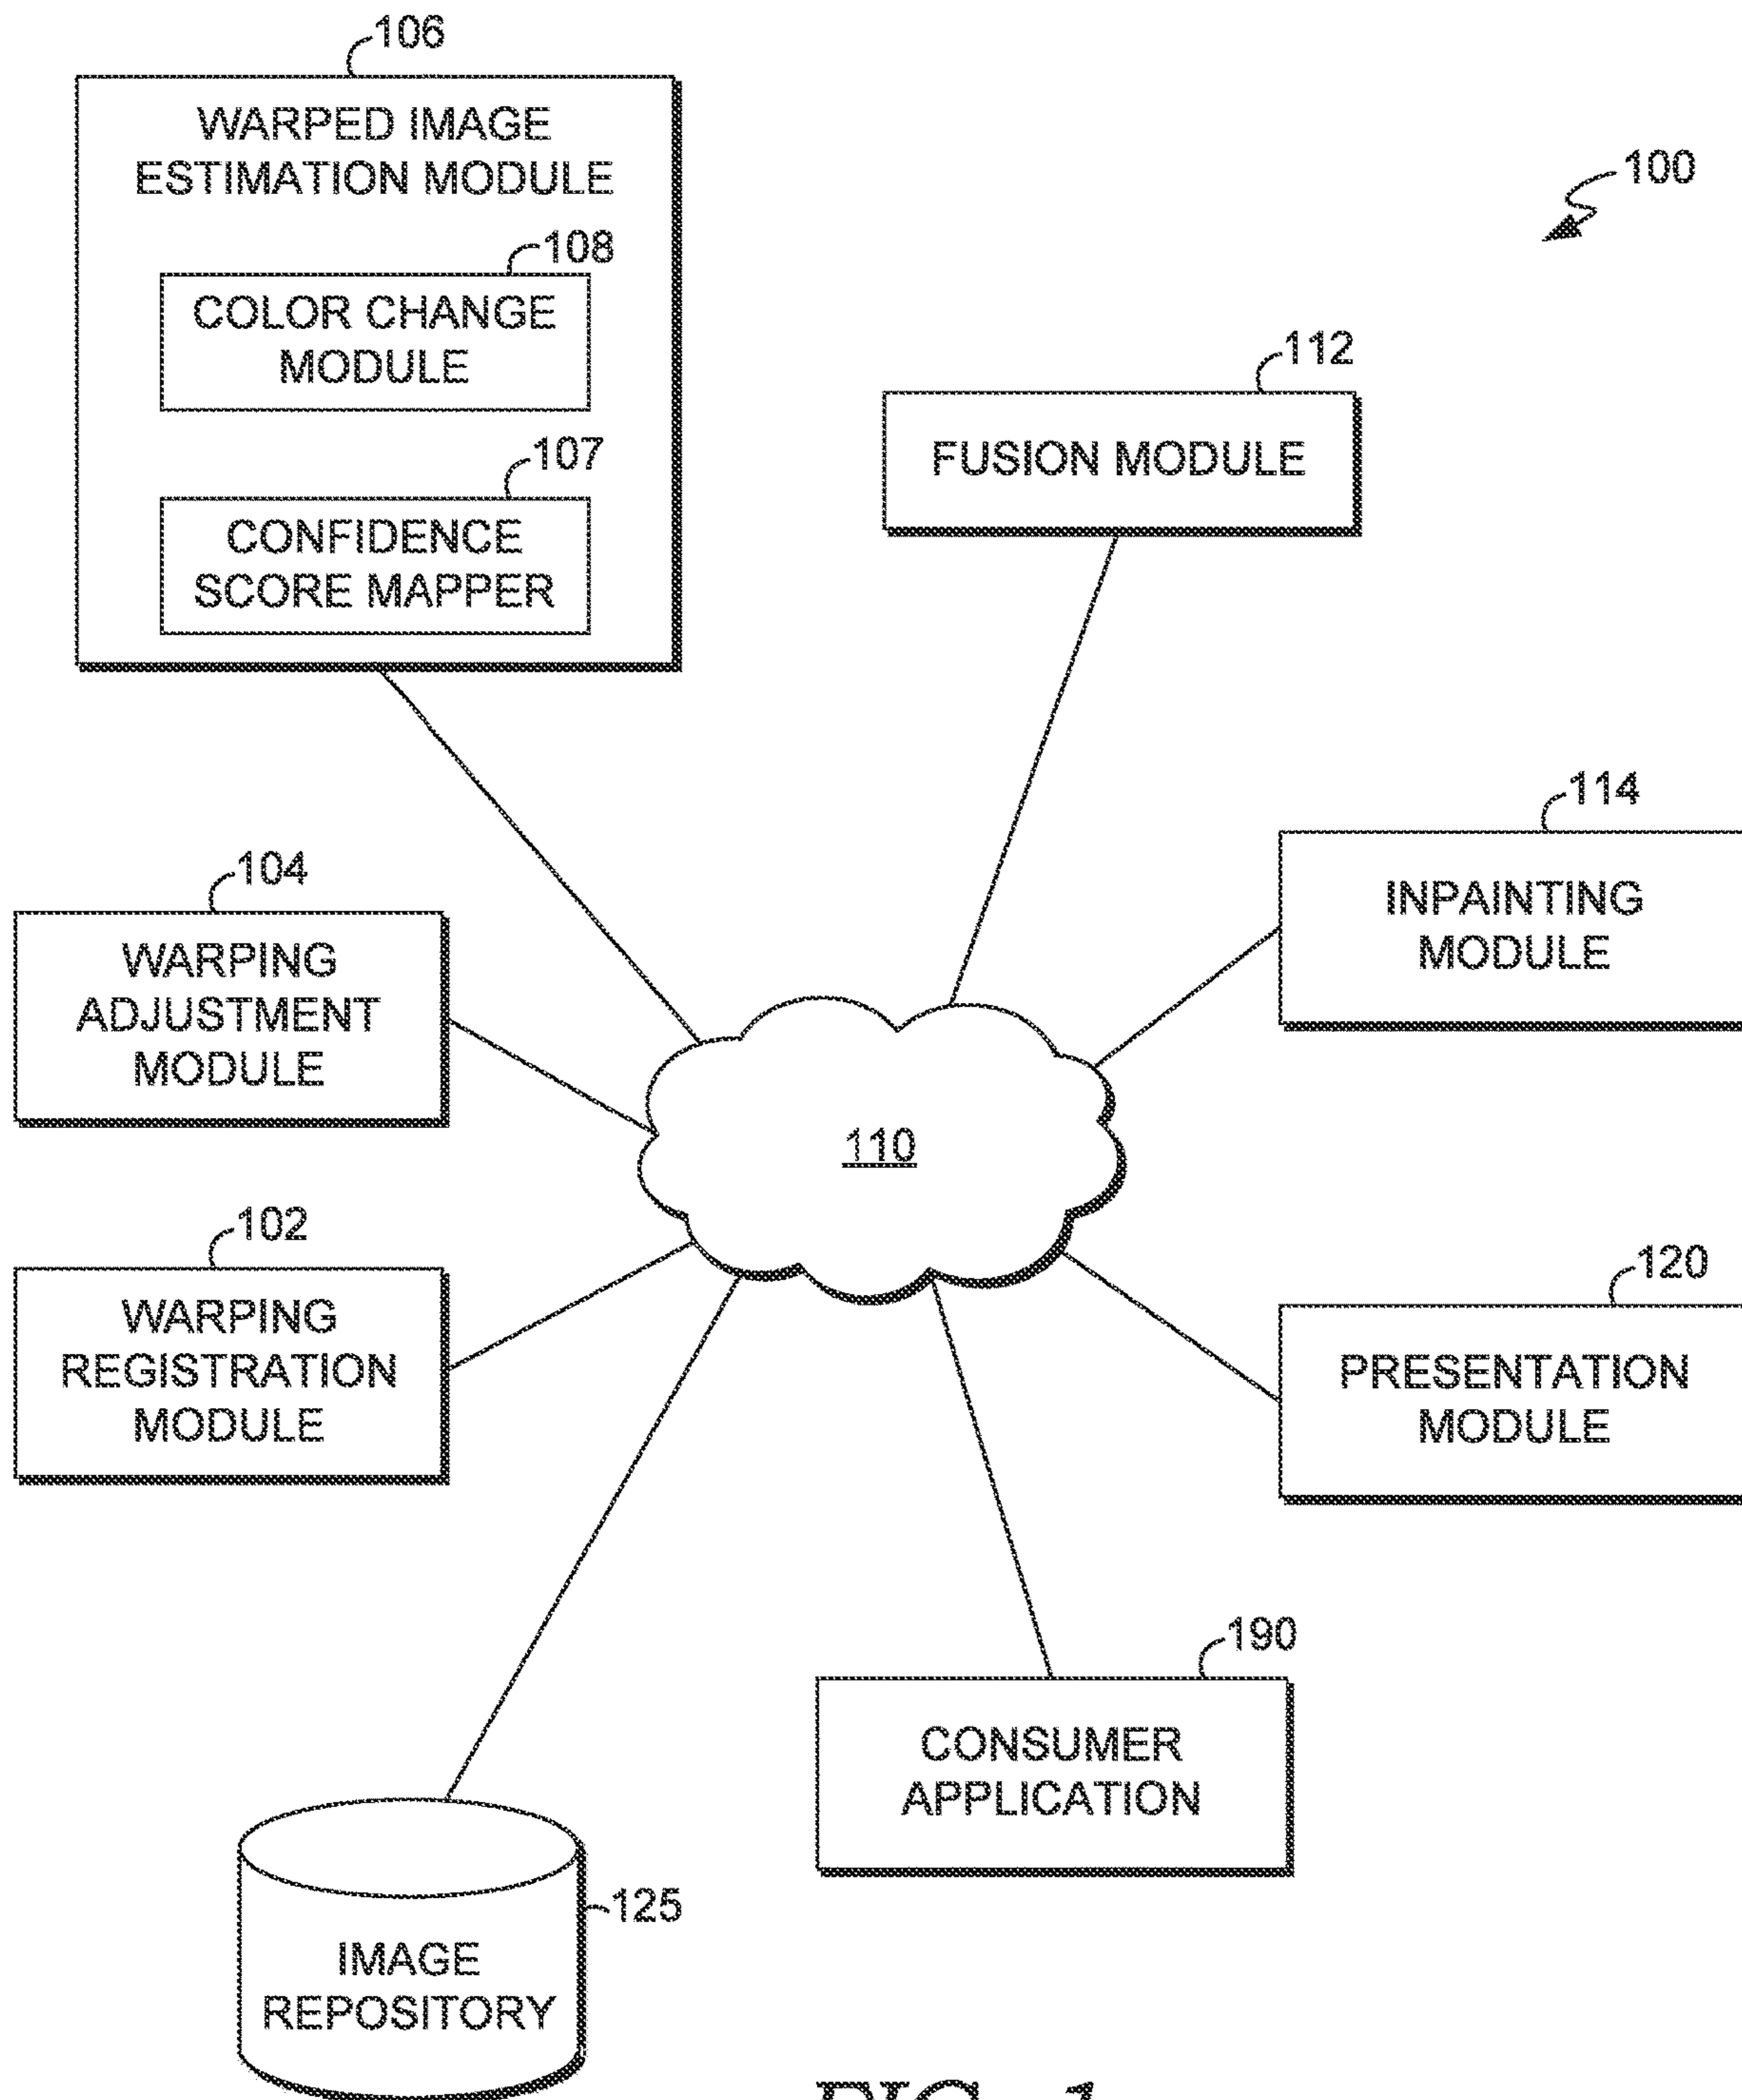 106
WARPED IMAGE
ESTIMATION MODULE
108
COLOR CHANGE
MODULE
107
CONFIDENCE
SCORE MAPPER
100
112
FUSION MODULE
114
INPAINTING
MODULE
104
WARPING
ADJUSTMENT
MODULE
110
102
WARPING
REGISTRATION
MODULE
120
PRESENTATION
MODULE
190
CONSUMER
APPLICATION
125
IMAGE
REPOSITORY
FIG. 1